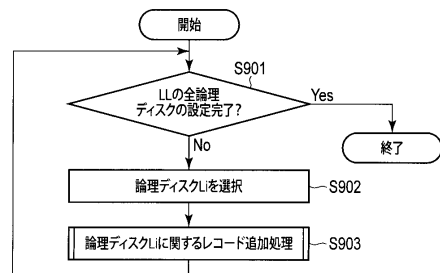 開始
S901
LLの全論理
ディスクの設定完了?
Yes
終了
No
論理ディスクLiを選択
S902
論理ディスクLiに関するレコード追加処理
S903